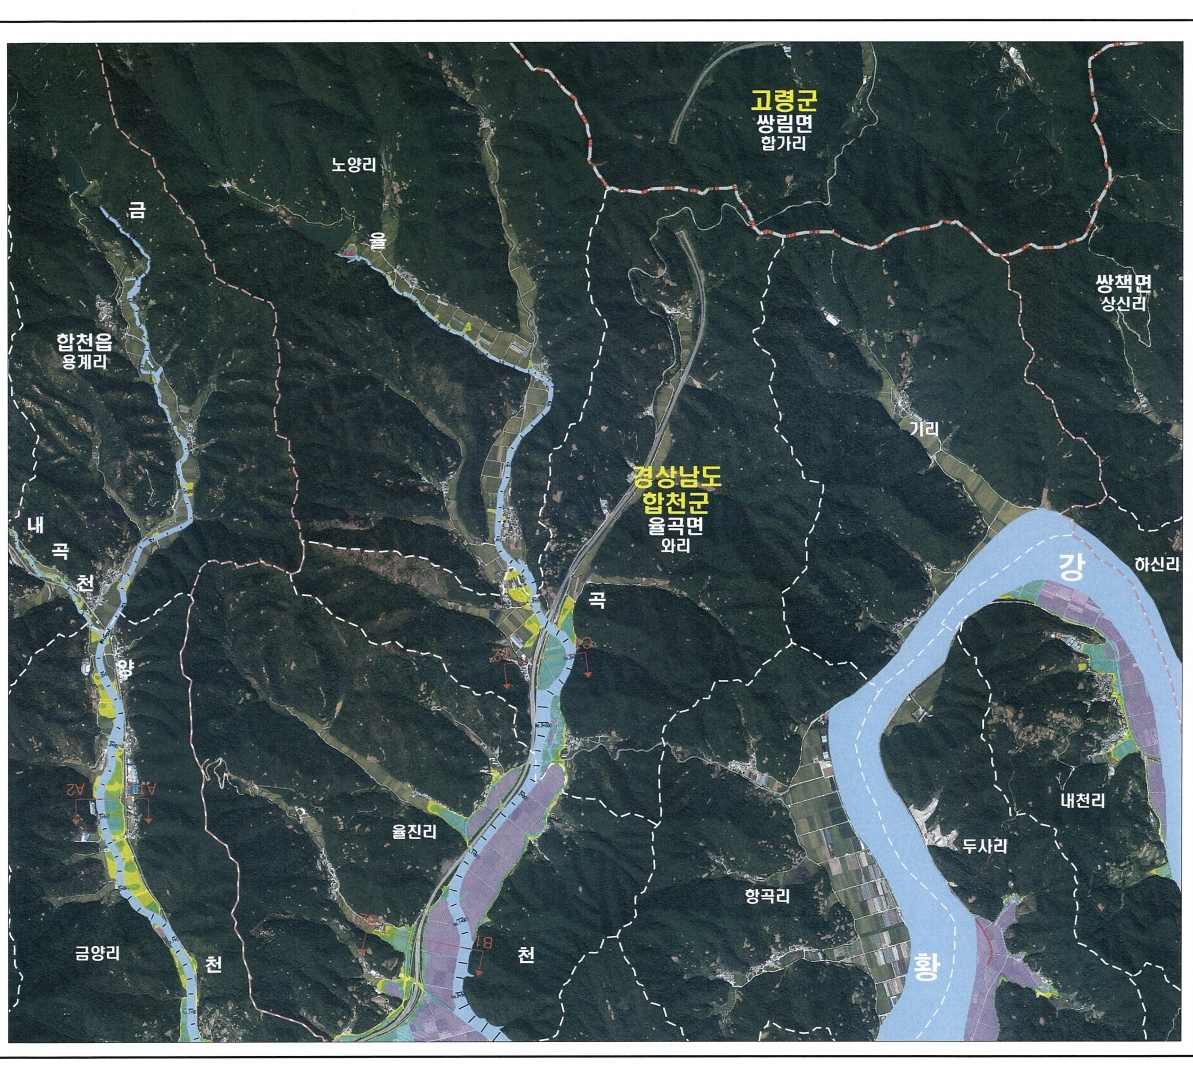 고령군
쌍림면
합가리
노양리
금
율
쌍책면
상신리
합천읍
용계리
기리
경상남도
합천군
율곡면
와리
내
곡
천
강
하신리
곡
양
A2
A1
내천리
율진리
두사리
항곡리
B1
금양리
천
천
황